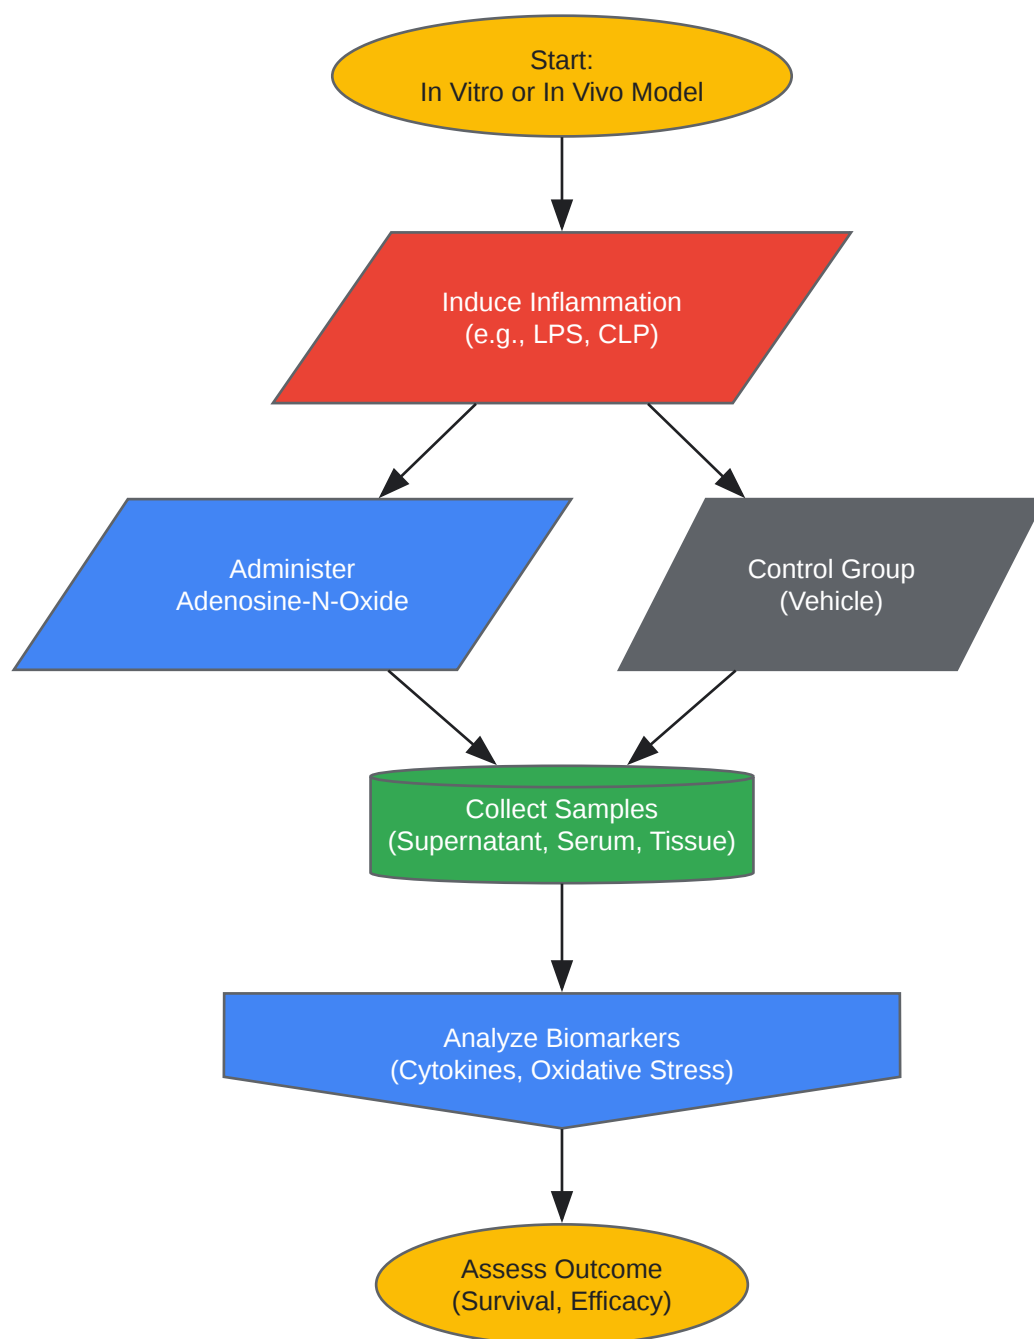 Start:
In Vitro or In Vivo Model
Induce Inflammation
(e.g., LPS, CLP)
Administer
Adenosine-N-Oxide
Control Group
(Vehicle)
Collect Samples
(Supernatant, Serum, Tissue)
Analyze Biomarkers
(Cytokines, Oxidative Stress)
Assess Outcome
(Survival, Efficacy)